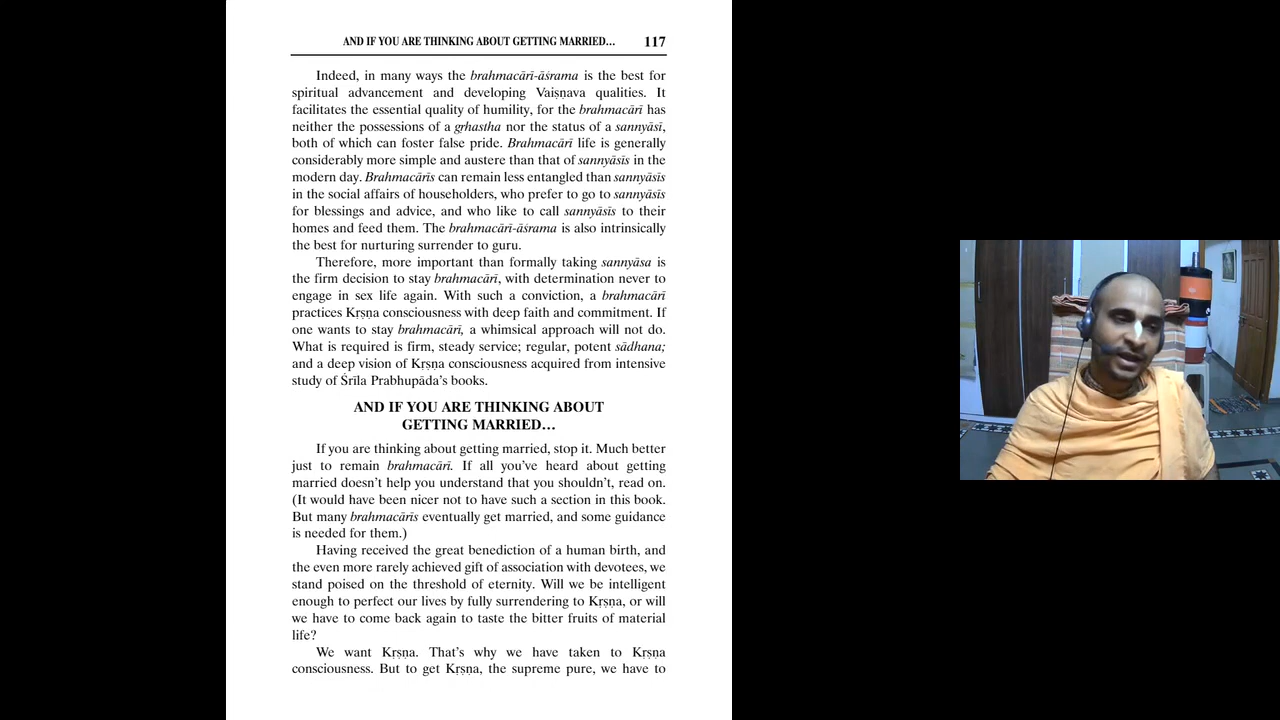 AND IF YOU ARE THINKING ABOUT GETTING MARRIED… 117
Indeed, in many ways the brahmacārī-āśrama is the best for
spiritual advancement and developing Vaiṣṇava qualities. It
facilitates the essential quality of humility, for the brahmacārī has
neither the possessions of a gṛhastha nor the status of a sannyāsī,
both of which can foster false pride. Brahmacārī life is generally
considerably more simple and austere than that of sannyāsīs in the
modern day. Brahmacārīs can remain less entangled than sannyāsīs
in the social affairs of householders, who prefer to go to sannyāsīs
for blessings and advice, and who like to call sannyāsīs to their
homes and feed them. The brahmacārī-āśrama is also intrinsically
the best for nurturing surrender to guru.
Therefore, more important than formally taking sannyāsa is
the firm decision to stay brahmacārī, with determination never to
engage in sex life again. With such a conviction, a brahmacārī
practices Kṛṣṇa consciousness with deep faith and commitment. If
one wants to stay brahmacārī, a whimsical approach will not do.
What is required is firm, steady service; regular, potent sādhana;
and a deep vision of Kṛṣṇa consciousness acquired from intensive
study of Śrīla Prabhupāda's books.
AND IF YOU ARE THINKING ABOUT
GETTING MARRIED…
If you are thinking about getting married, stop it. Much better
just to remain brahmacārī. If all you've heard about getting
married doesn't help you understand that you shouldn't, read on.
(It would have been nicer not to have such a section in this book.
But many brahmacārīs eventually get married, and some guidance
is needed for them.)
Having received the great benediction of a human birth, and
the even more rarely achieved gift of association with devotees, we
stand poised on the threshold of eternity. Will we be intelligent
enough to perfect our lives by fully surrendering to Kṛṣṇa, or will
we have to come back again to taste the bitter fruits of material
life?
We want Kṛṣṇa. That's why we have taken to Kṛṣṇa
consciousness. But to get Kṛṣṇa, the supreme pure, we have to